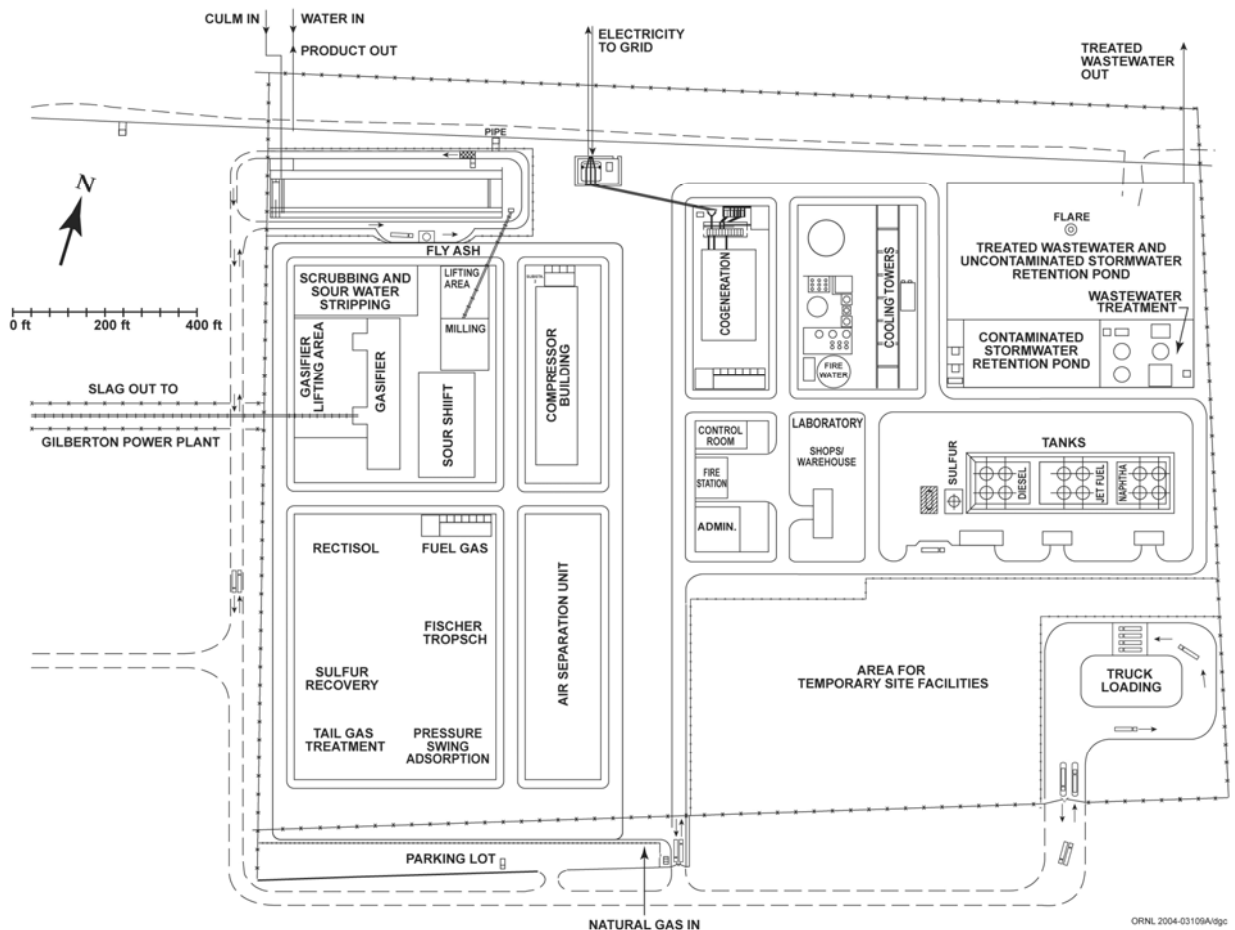 CULM IN
WATER IN
PRODUCT OUT
ELECTRICITY
TO GRID
TREATED
WASTEWATER
OUT
PIPE
N
0 ft
200 ft
400 ft
FLY ASH
SCRUBBING AND
SOUR WATER
STRIPPING
LIFTING
AREA
MILLING
GASIFIER
LIFTING AREA
GASIFIER
SOUR SHIIFT
COMPRESSOR
BUILDING
COGENERATION
COOLING TOWERS
FIRE
WATER
FLARE
TREATED WASTEWATER AND
UNCONTAMINATED STORMWATER
RETENTION POND
WASTEWATER
TREATMENT
CONTAMINATED
STORMWATER
RETENTION POND
SLAG OUT TO
GILBERTON POWER PLANT
CONTROL
ROOM
FIRE
STATION
ADMIN.
LABORATORY
SHOPS/
WAREHOUSE
SULFUR
TANKS
DIESEL
JET FUEL
NAPHTHA
RECTISOL
FUEL GAS
FISCHER
TROPSCH
SULFUR
RECOVERY
TAIL GAS
TREATMENT
PRESSURE
SWING
ADSORPTION
AIR SEPARATION UNIT
AREA FOR
TEMPORARY SITE FACILITIES
TRUCK
LOADING
PARKING LOT
NATURAL GAS IN
ORNL 2004-03109A/dgc